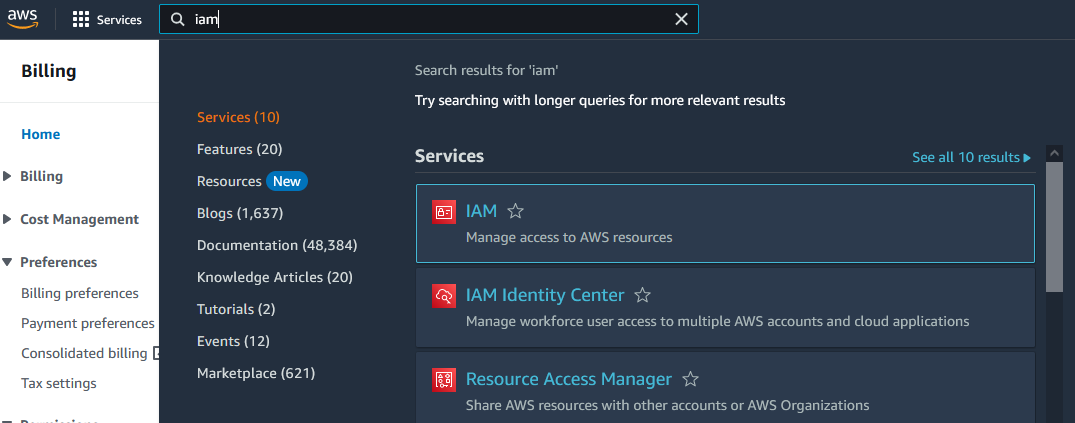 aws
Services
iam
Billing
Home
Billing
Cost Management
Preferences
Billing preferences
Payment preferences
Consolidated billing
Tax settings
Permissions
Services (10)
Features (20)
Resources New
Blogs (1,637)
Documentation (48,384)
Knowledge Articles (20)
Tutorials (2)
Events (12)
Marketplace (621)
Search results for 'iam'
Try searching with longer queries for more relevant results
Services
See all 10 results
IAM
Manage access to AWS resources
IAM Identity Center
Manage workforce user access to multiple AWS accounts and cloud applications
Resource Access Manager
Share AWS resources with other accounts or AWS Organizations